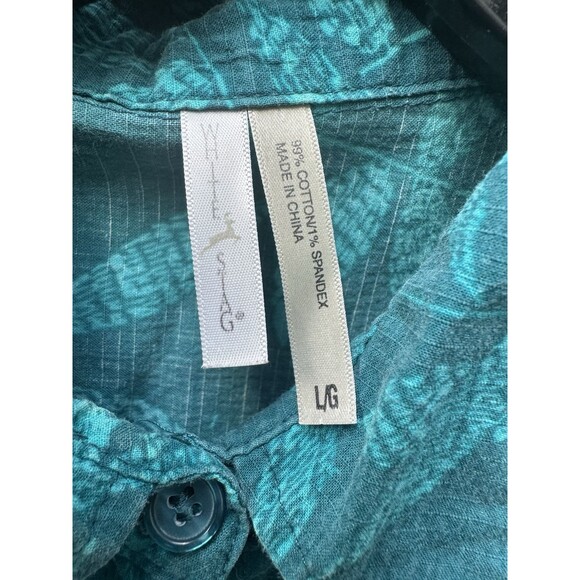 WHITE
STAG®
99% COTTON/1% SPANDEX
MADE IN CHINA
L/G